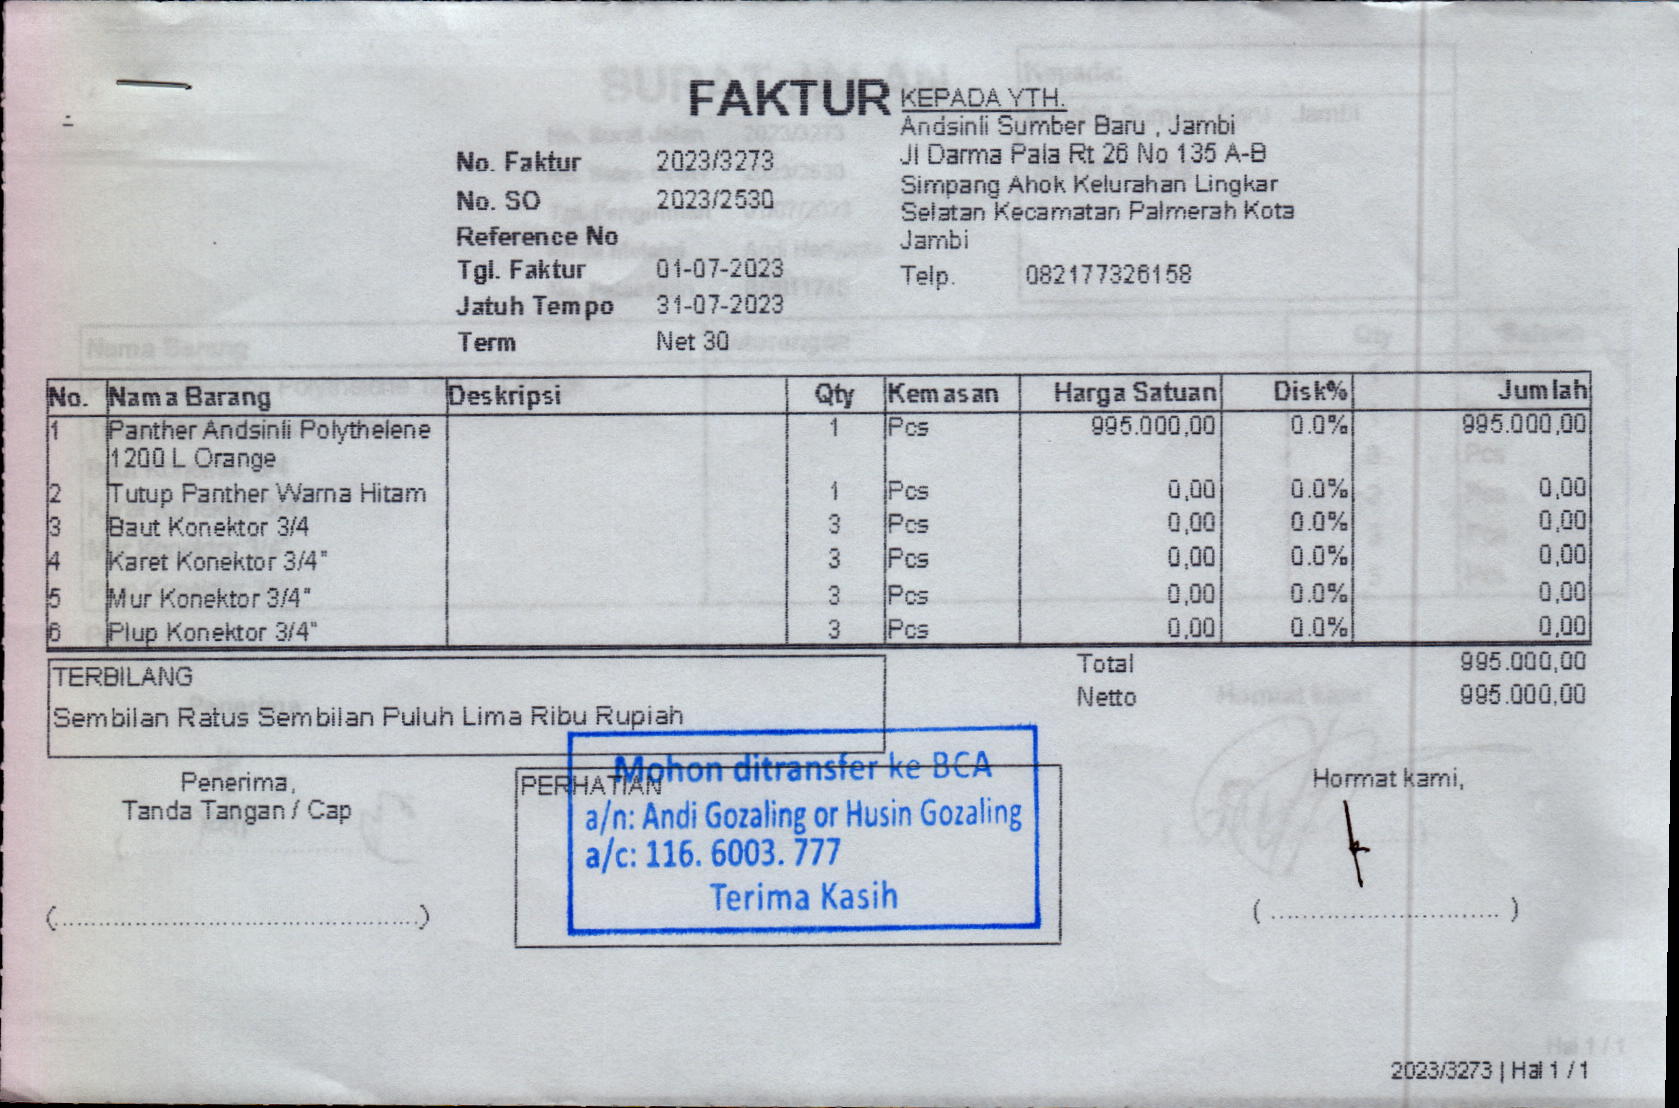 FAKTUR
KEPADA YTH.
Andsinli Sumber Baru , Jambi
Jl Darma Pala Rt 26 No 135 A-B
Simpang Ahok Kelurahan Lingkar
Selatan Kecamatan Palmerah Kota
Jambi
Telp. 082177326158
No. Faktur 2023/3273
No. SO 2023/2530
Reference No
Tgl. Faktur 01-07-2023
Jatuh Tempo 31-07-2023
Term Net 30
No. Nama Barang Deskripsi Qty Kemasan Harga Satuan Disk% Jumlah
1 Panther Andsinli Polythelene 1 Pcs 995.000,00 0.0% 995.000,00
1200 L Orange
2 Tutup Panther Warna Hitam 1 Pcs 0,00 0.0% 0,00
3 Baut Konektor 3/4 3 Pcs 0,00 0.0% 0,00
4 Karet Konektor 3/4" 3 Pcs 0,00 0.0% 0,00
5 Mur Konektor 3/4" 3 Pcs 0,00 0.0% 0,00
6 Plup Konektor 3/4" 3 Pcs 0,00 0.0% 0,00
Total 995.000,00
Netto 995.000,00
TERBILANG
Sembilan Ratus Sembilan Puluh Lima Ribu Rupiah
Penerima,
Tanda Tangan / Cap
(........................................)
PERHATIAN
Mohon ditransfer ke BCA
a/n: Andi Gozaling or Husin Gozaling
a/c: 116. 6003. 777
Terima Kasih
Hormat kami,
( ............................ )
2023/3273 | Hal 1 / 1